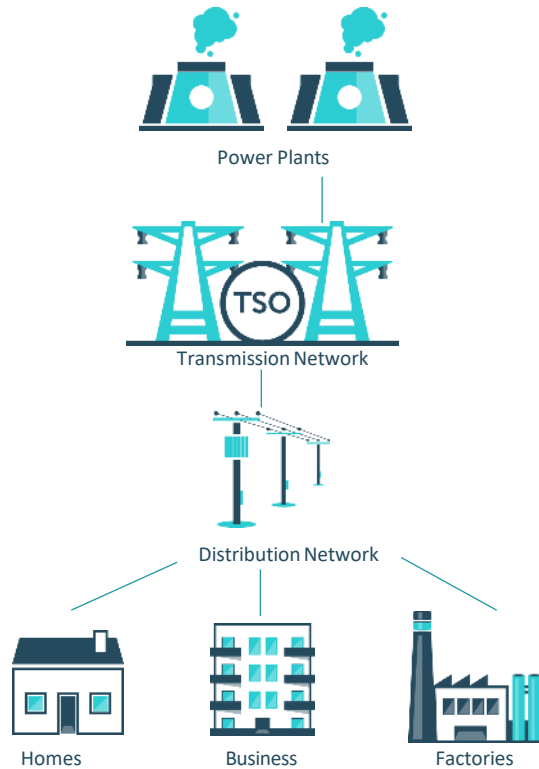 Power Plants
TSO
Transmission Network
Distribution Network
Homes
Business
Factories